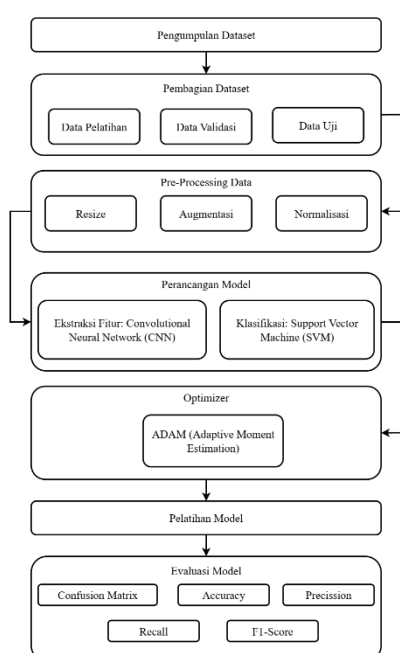 Pengumpulan Dataset
Pembagian Dataset
Data Pelatihan
Data Validasi
Data Uji
Pre-Processing Data
Resize
Augmentasi
Normalisasi
Perancangan Model
Ekstraksi Fitur: Convolutional
Neural Network (CNN)
Klasifikasi: Support Vector
Machine (SVM)
Optimizer
ADAM (Adaptive Moment
Estimation)
Pelatihan Model
Evaluasi Model
Confusion Matrix
Accuracy
Precission
Recall
F1-Score